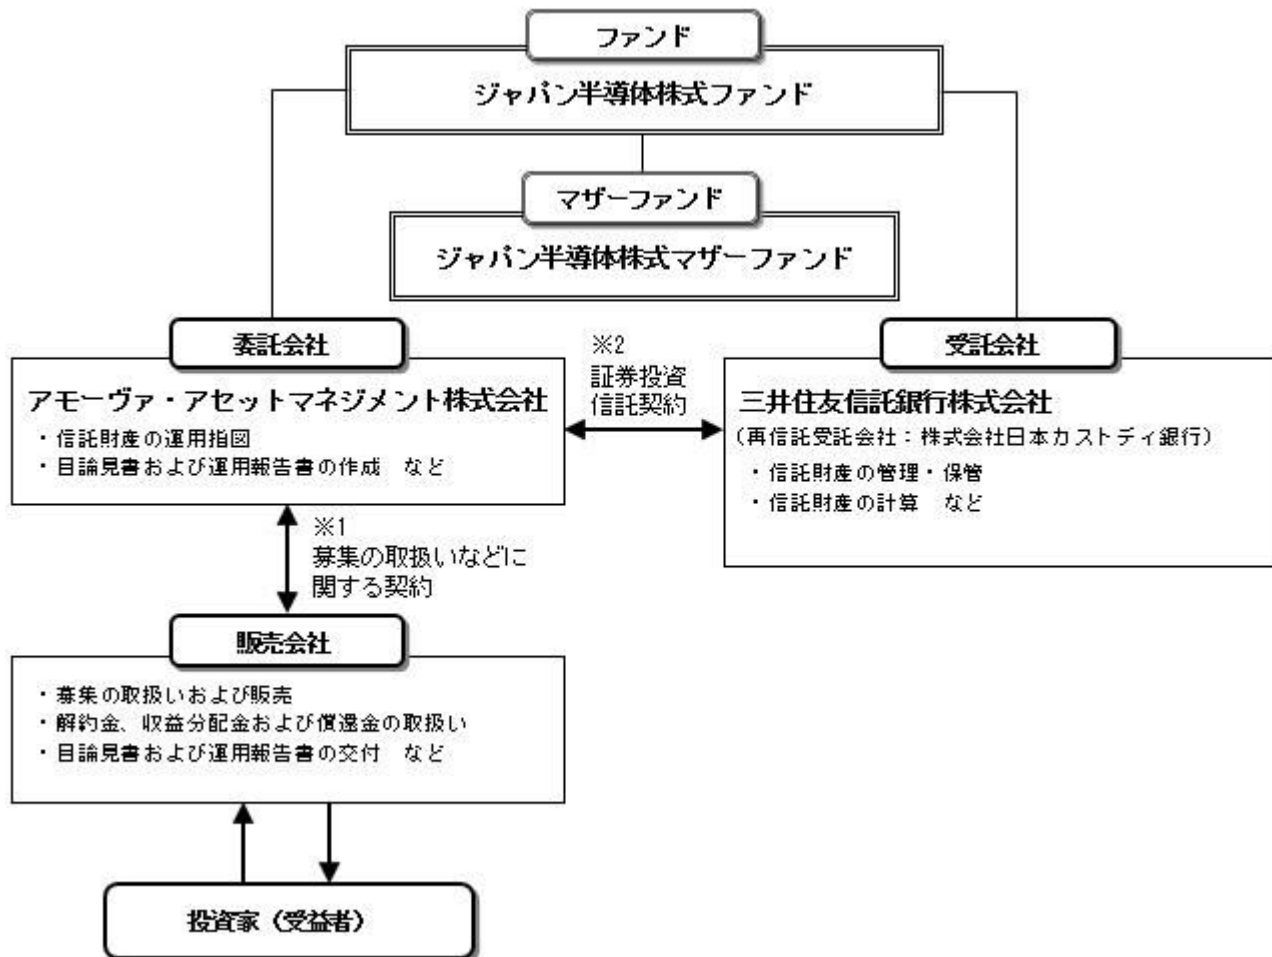 ファンド
ジャパン半導体株式ファンド
マザーファンド
ジャパン半導体株式マザーファンド
委託会社
アモーヴァ・アセットマネジメント株式会社
・信託財産の運用指図
・目論見書および運用報告書の作成　など
※2
証券投資
信託契約
受託会社
三井住友信託銀行株式会社
(再信託受託会社：株式会社日本カストディ銀行)
・信託財産の管理・保管
・信託財産の計算　など
※1
募集の取扱いなどに
関する契約
販売会社
・募集の取扱いおよび販売
・解約金、収益分配金および償還金の取扱い
・目論見書および運用報告書の交付　など
投資家（受益者）